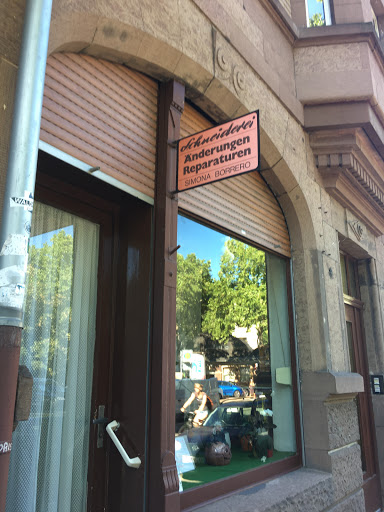 Schneiderei
Änderungen
Reparaturen
SIMONA BORRERO